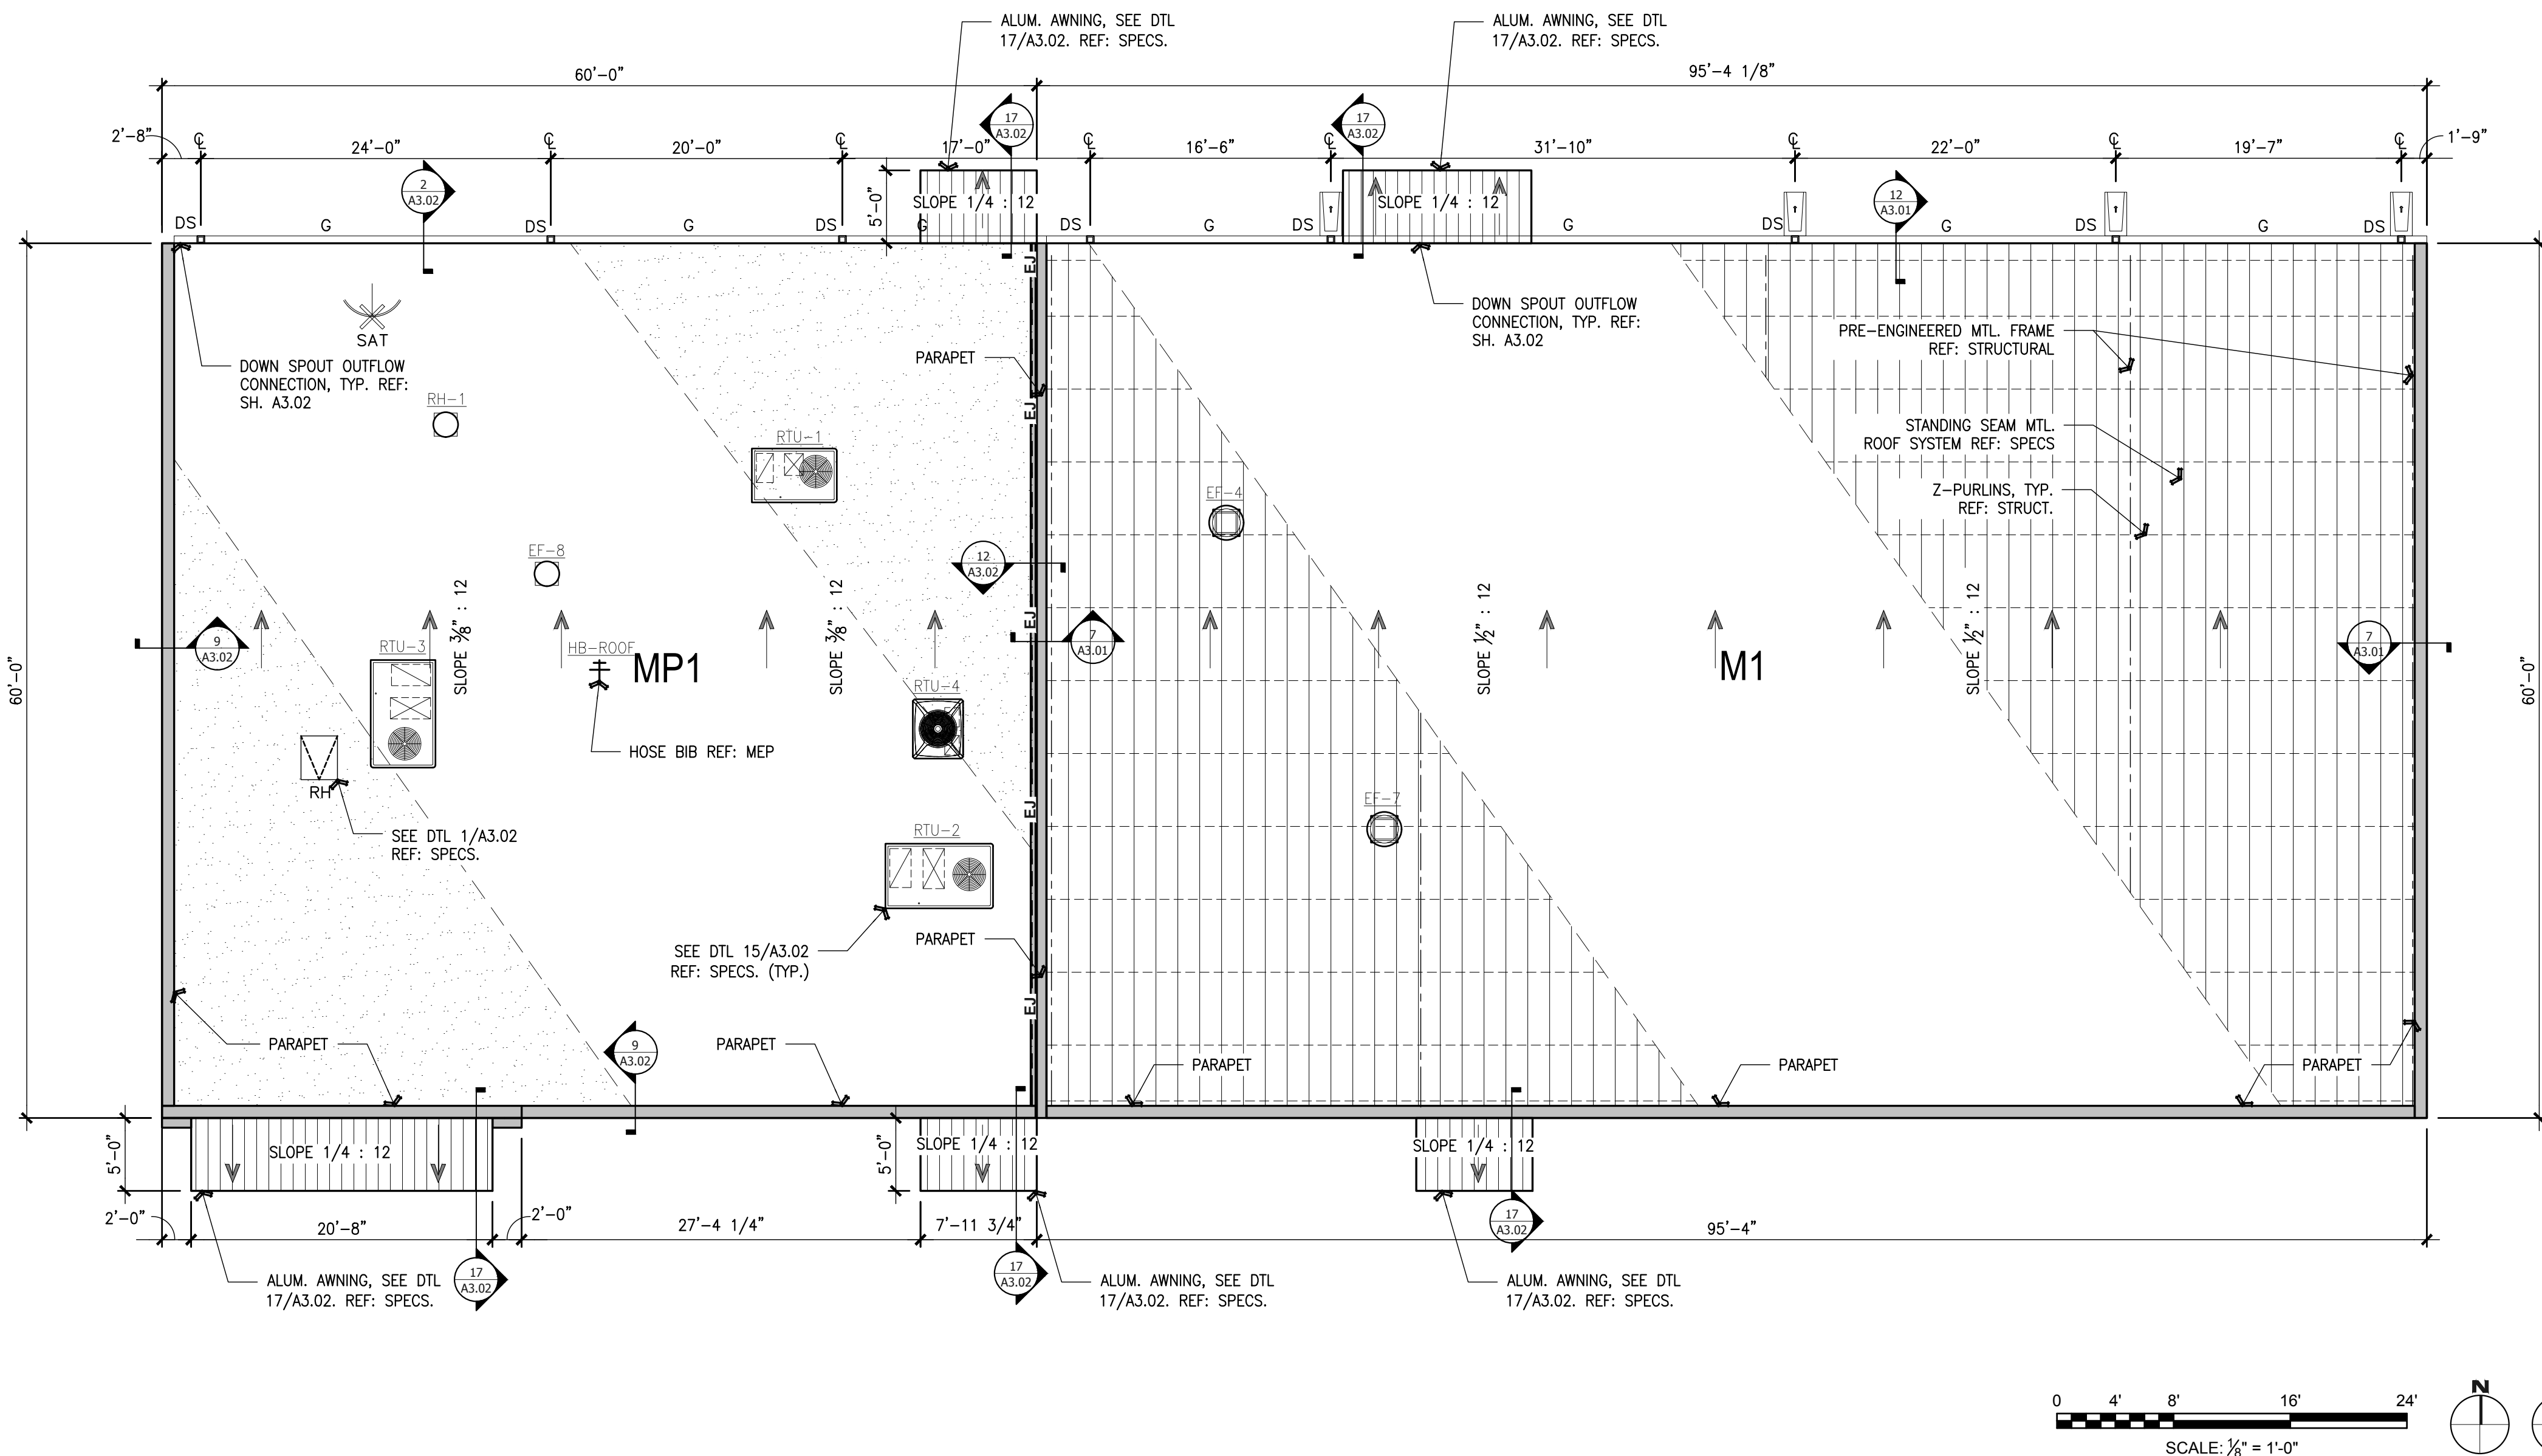 ALUM. AWNING, SEE DTL
17/A3.02. REF: SPECS.
ALUM. AWNING, SEE DTL
17/A3.02. REF: SPECS.
60'-0"
95'-4 1/8"
2'-8"
24'-0"
20'-0"
17'-0"
16'-6"
31'-10"
22'-0"
19'-7"
1'-9"
17
A3.02
17
A3.02
2
A3.02
12
A3.01
5'-0"
SLOPE 1/4 : 12
SLOPE 1/4 : 12
DS
G
DS
G
DS
G
DS
G
DS
G
DS
G
DS
G
DS
EJ
SAT
DOWN SPOUT OUTFLOW
CONNECTION, TYP. REF:
SH. A3.02
DOWN SPOUT OUTFLOW
CONNECTION, TYP. REF:
SH. A3.02
PRE-ENGINEERED MTL. FRAME
REF: STRUCTURAL
PARAPET
RH-1
EJ
RTU-1
STANDING SEAM MTL.
ROOF SYSTEM REF: SPECS
EF-4
Z-PURLINS, TYP.
REF: STRUCT.
EF-8
12
A3.02
SLOPE 3/8" : 12
SLOPE 3/8" : 12
SLOPE 1/2" : 12
SLOPE 1/2" : 12
EJ
9
A3.02
7
A3.01
7
A3.01
RTU-3
HB-ROOF
MP1
M1
60'-0"
60'-0"
RTU-4
HOSE BIB REF: MEP
RH
EF-7
EJ
RTU-2
SEE DTL 1/A3.02
REF: SPECS.
SEE DTL 15/A3.02
REF: SPECS. (TYP.)
PARAPET
EJ
PARAPET
9
A3.02
PARAPET
PARAPET
PARAPET
PARAPET
5'-0"
SLOPE 1/4 : 12
5'-0"
SLOPE 1/4 : 12
SLOPE 1/4 : 12
2'-0"
20'-8"
2'-0"
27'-4 1/4"
7'-11 3/4"
95'-4"
17
A3.02
17
A3.02
17
A3.02
ALUM. AWNING, SEE DTL
17/A3.02. REF: SPECS.
ALUM. AWNING, SEE DTL
17/A3.02. REF: SPECS.
ALUM. AWNING, SEE DTL
17/A3.02. REF: SPECS.
0 4' 8' 16' 24'
SCALE: 1/8" = 1'-0"
N